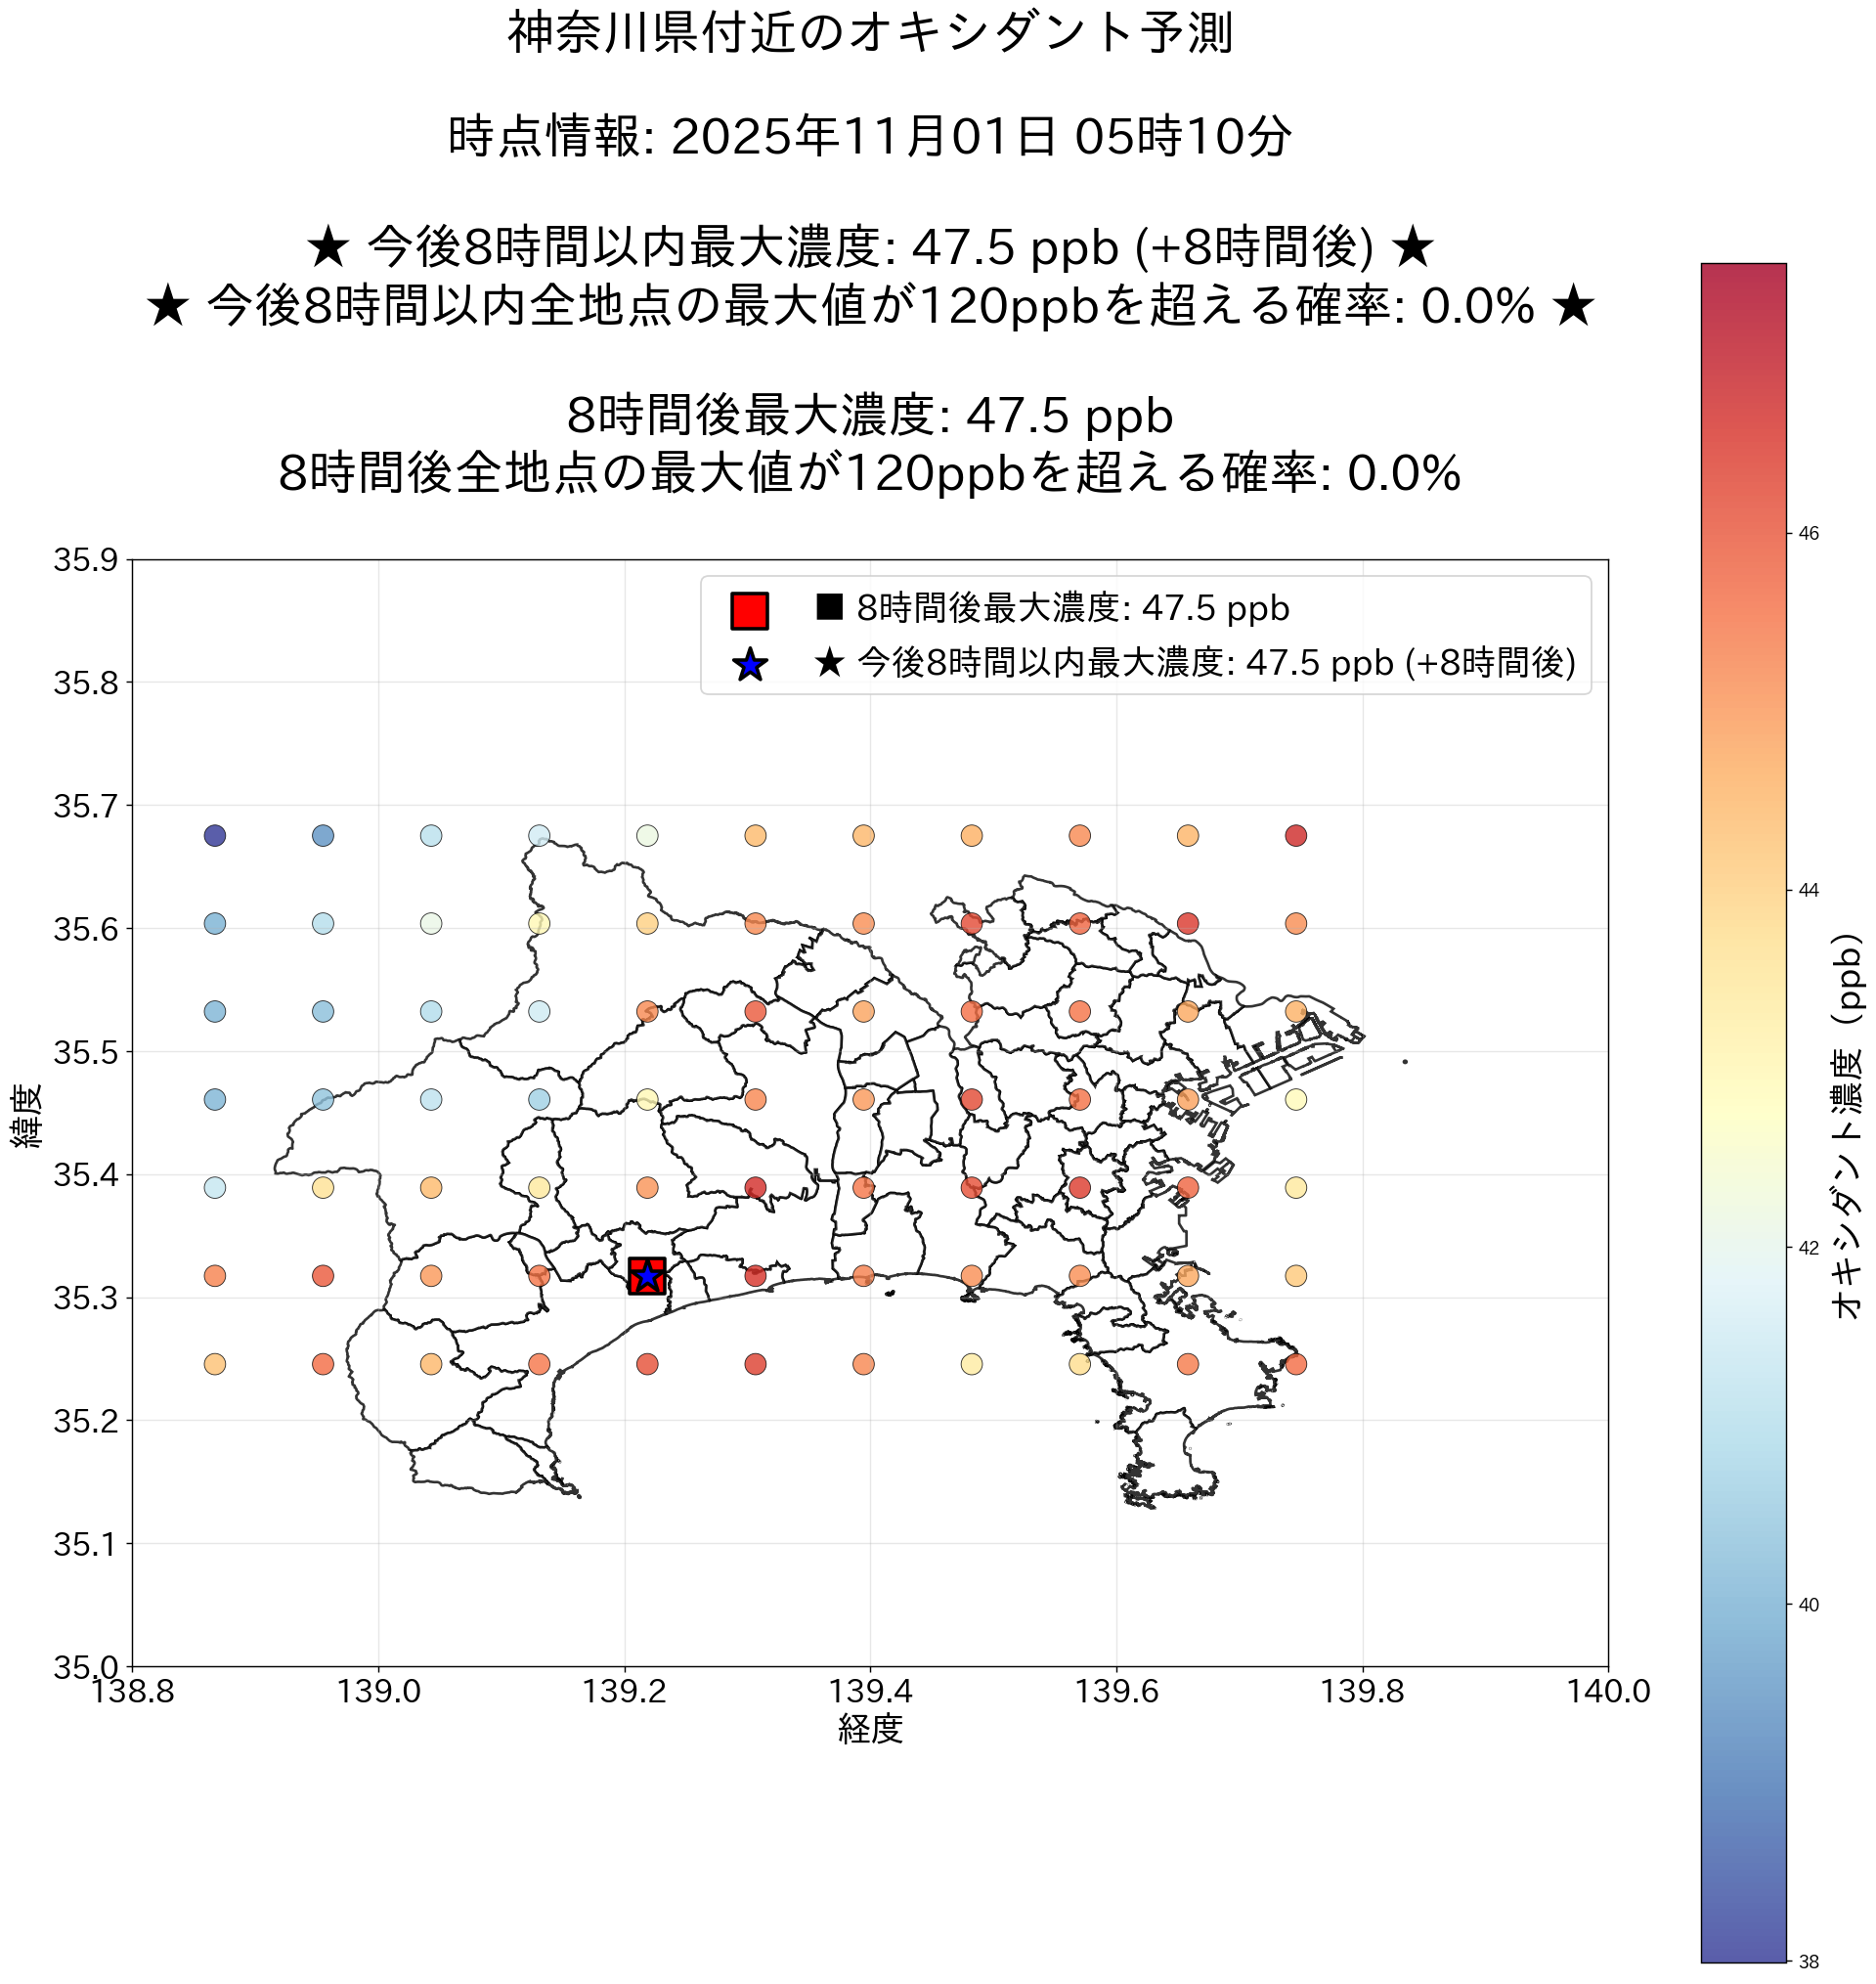 神奈川県付近のオキシダント予測
時点情報: 2025年11月01日 05時10分
★ 今後8時間以内最大濃度: 47.5 ppb (+8時間後) ★
★ 今後8時間以内全地点の最大値が120ppbを超える確率: 0.0% ★
8時間後最大濃度: 47.5 ppb
8時間後全地点の最大値が120ppbを超える確率: 0.0%
■ 8時間後最大濃度: 47.5 ppb
★ 今後8時間以内最大濃度: 47.5 ppb (+8時間後)
35.9
35.8
35.7
35.6
35.5
35.4
35.3
35.2
35.1
35.0
緯度
138.8
139.0
139.2
139.4
139.6
139.8
140.0
経度
46
44
42
40
38
オキシダント濃度（ppb）